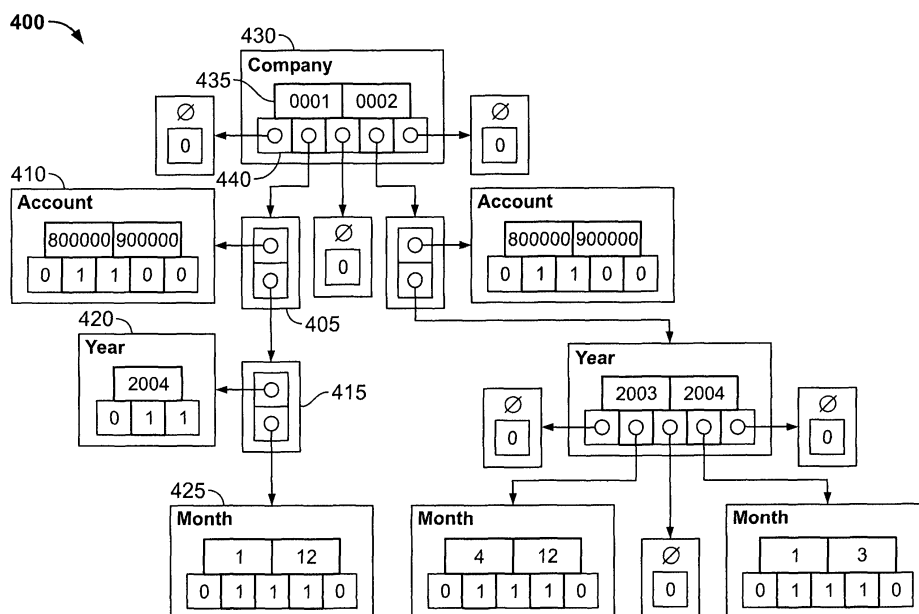 400
430
Company
435
0001 0002
∅ ∅
0 0
440
410
Account
800000 900000
0 1 1 0 0
∅
0
Account
800000 900000
0 1 1 0 0
405
420
Year
2004
0 1 1
415
Year
2003 2004
∅ ∅
0 0
425
Month
1 12
0 1 1 1 0
Month
4 12
0 1 1 1 0
∅
0
Month
1 3
0 1 1 1 0